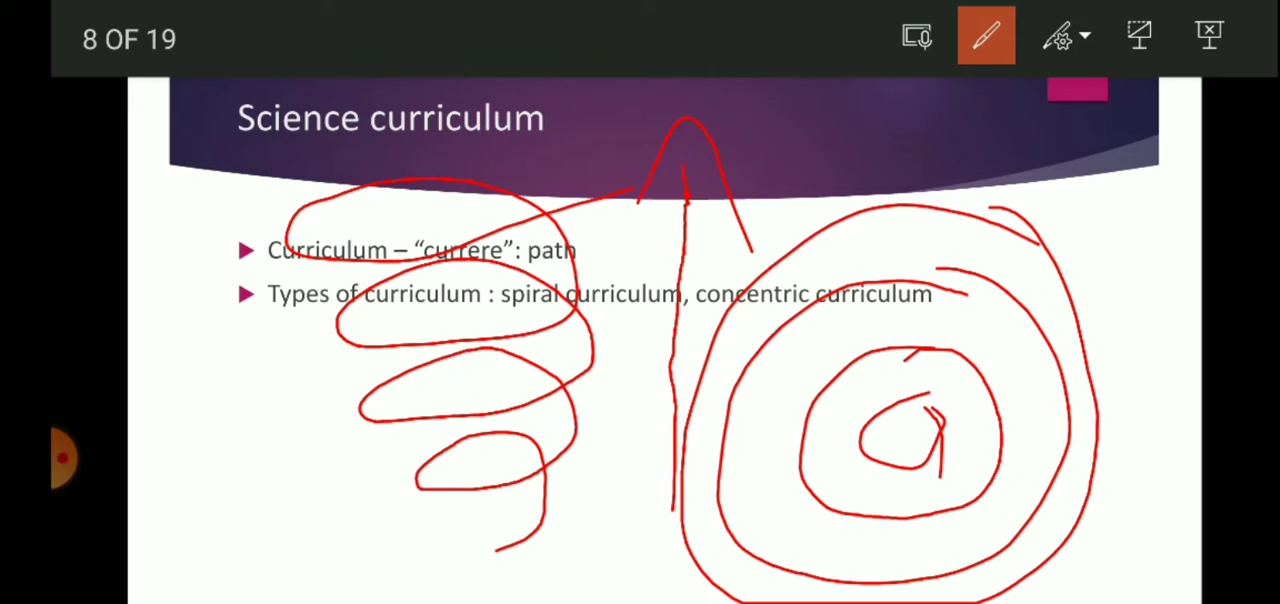 8 OF 19
Science curriculum
Curriculum – “currere”: path
Types of curriculum : spiral curriculum, concentric curriculum